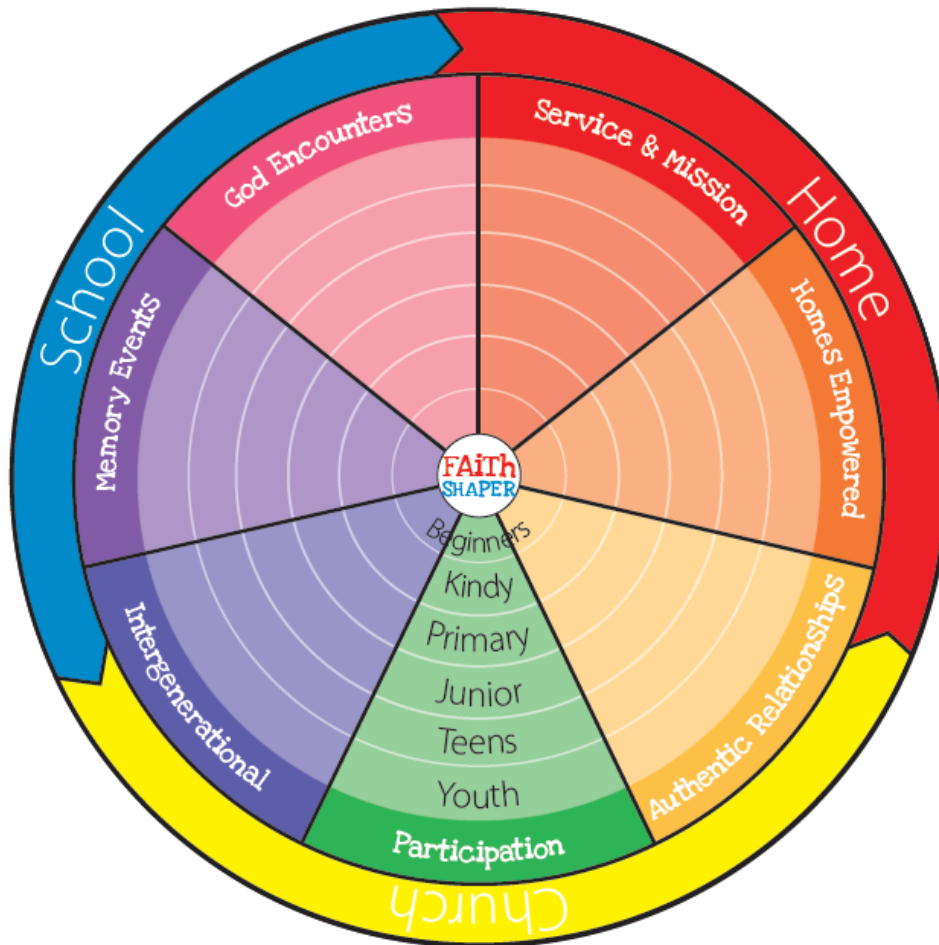 School
Home
Church
God Encounters
Service & Mission
Homes Empowered
Authentic Relationships
Participation
Intergenerational
Memory Events
FAiTh
SHAPER
Beginners
Kindy
Primary
Junior
Teens
Youth